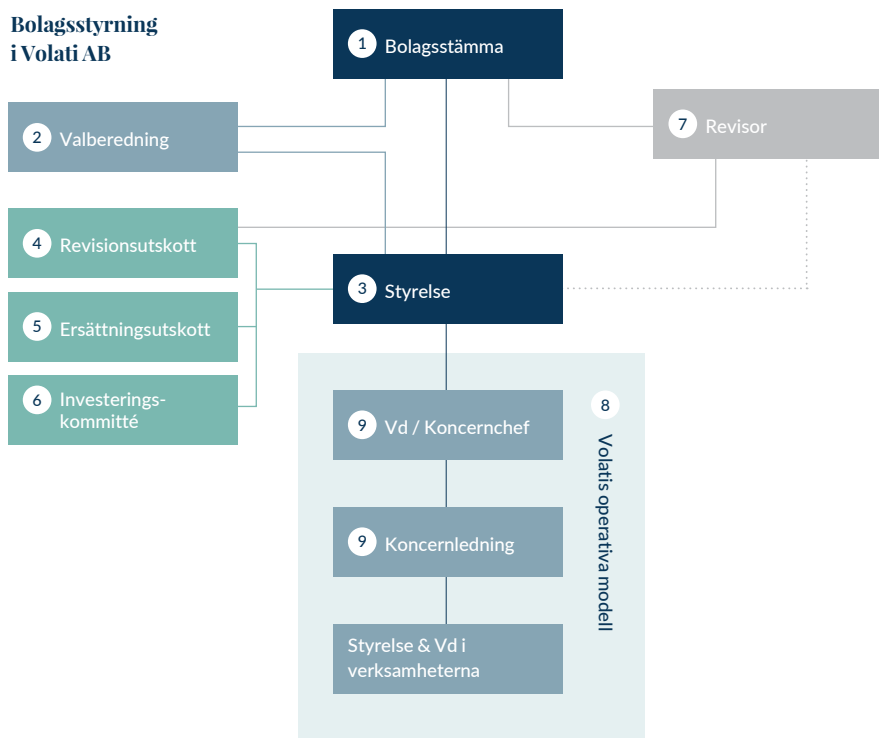 Bolagsstyrning
i Volati AB
1 Bolagsstämma
2 Valberedning
7 Revisor
4 Revisionsutskott
3 Styrelse
5 Ersättningsutskott
6 Investerings-
kommitté
8 Volatis operativa modell
9 Vd / Koncernchef
9 Koncernledning
Styrelse & Vd i
verksamheterna